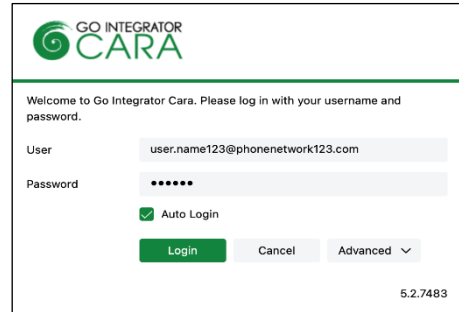 GO INTEGRATOR
CARA
Welcome to Go Integrator Cara. Please log in with your username and
password.
User user.name123@phonenetwork123.com
Password ••••••
Auto Login
Login Cancel Advanced
5.2.7483